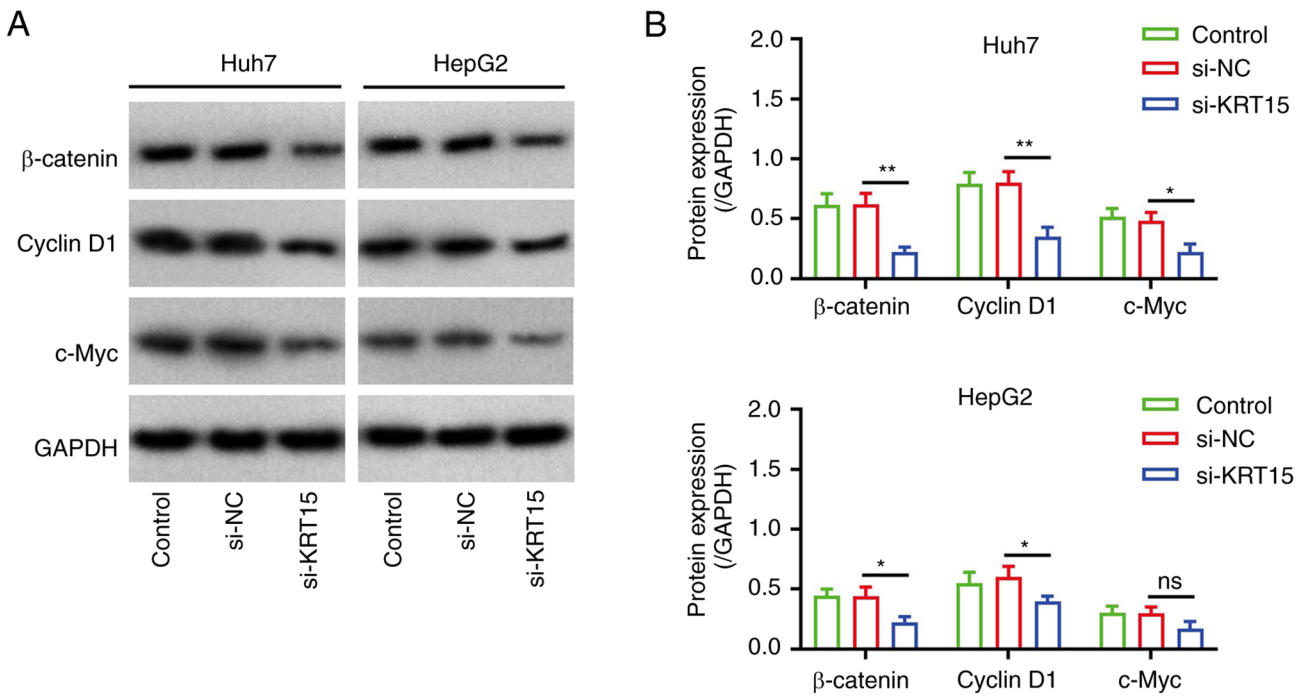 A
Huh7
HepG2
β-catenin
Cyclin D1
c-Myc
GAPDH
Control
si-NC
si-KRT15
Control
si-NC
si-KRT15
B
Huh7
Control
si-NC
si-KRT15
Protein expression
(/GAPDH)
2.0
1.5
1.0
0.5
0.0
**
**
*
β-catenin
Cyclin D1
c-Myc
HepG2
Control
si-NC
si-KRT15
Protein expression
(/GAPDH)
2.0
1.5
1.0
0.5
0.0
*
*
ns
β-catenin
Cyclin D1
c-Myc